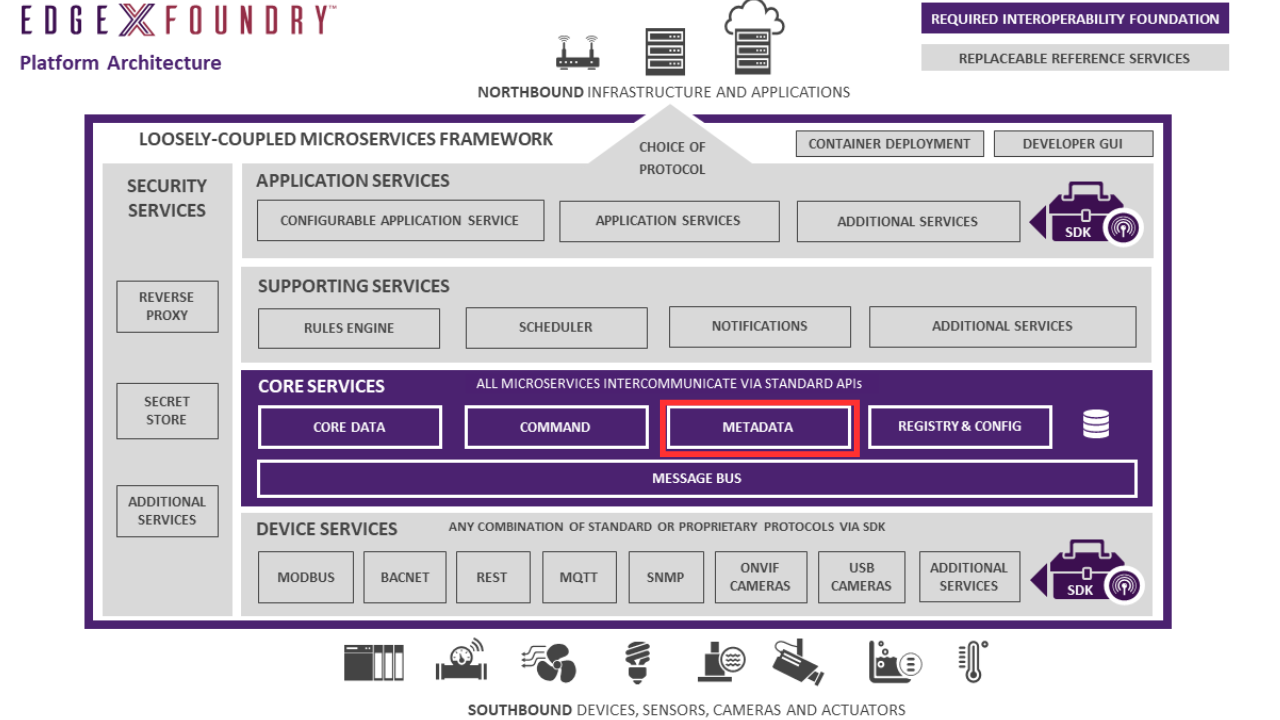 EDGE X FOUNDRY™
Platform Architecture
REQUIRED INTEROPERABILITY FOUNDATION
REPLACEABLE REFERENCE SERVICES
NORTHBOUND INFRASTRUCTURE AND APPLICATIONS
LOOSELY-COUPLED MICROSERVICES FRAMEWORK
CHOICE OF
PROTOCOL
CONTAINER DEPLOYMENT
DEVELOPER GUI
SECURITY
SERVICES
REVERSE
PROXY
SECRET
STORE
ADDITIONAL
SERVICES
APPLICATION SERVICES
CONFIGURABLE APPLICATION SERVICE
APPLICATION SERVICES
ADDITIONAL SERVICES
SDK
SUPPORTING SERVICES
RULES ENGINE
SCHEDULER
NOTIFICATIONS
ADDITIONAL SERVICES
CORE SERVICES
ALL MICROSERVICES INTERCOMMUNICATE VIA STANDARD APIs
CORE DATA
COMMAND
METADATA
REGISTRY & CONFIG
MESSAGE BUS
DEVICE SERVICES
ANY COMBINATION OF STANDARD OR PROPRIETARY PROTOCOLS VIA SDK
MODBUS
BACNET
REST
MQTT
SNMP
ONVIF
CAMERAS
USB
CAMERAS
ADDITIONAL
SERVICES
SDK
SOUTHBOUND DEVICES, SENSORS, CAMERAS AND ACTUATORS